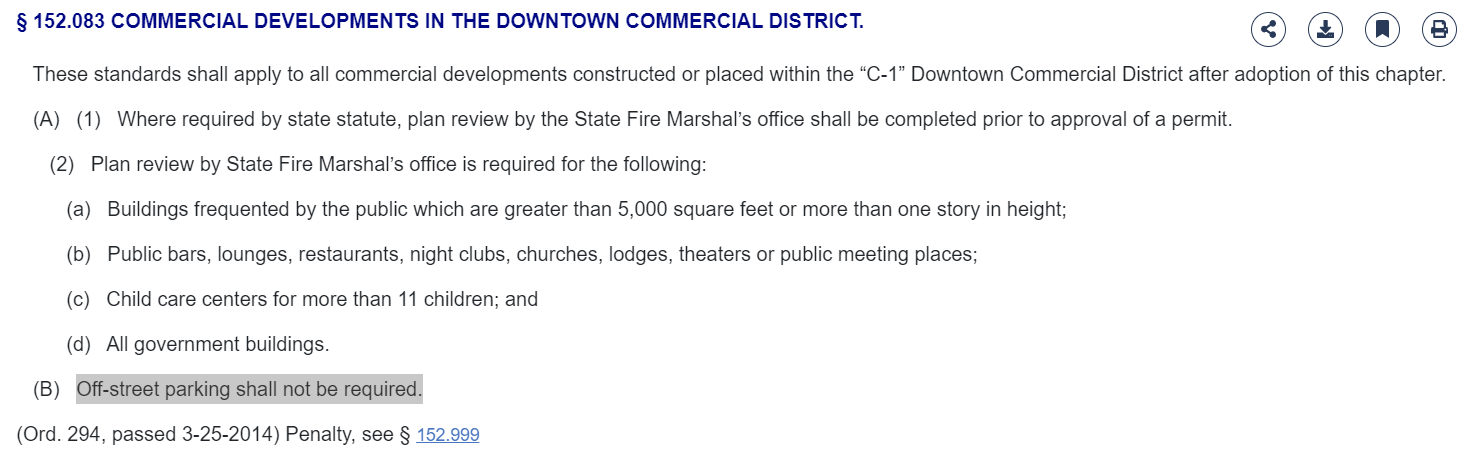 § 152.083 COMMERCIAL DEVELOPMENTS IN THE DOWNTOWN COMMERCIAL DISTRICT.
These standards shall apply to all commercial developments constructed or placed within the “C-1” Downtown Commercial District after adoption of this chapter.
(A) (1) Where required by state statute, plan review by the State Fire Marshal’s office shall be completed prior to approval of a permit.
(2) Plan review by State Fire Marshal’s office is required for the following:
(a) Buildings frequented by the public which are greater than 5,000 square feet or more than one story in height;
(b) Public bars, lounges, restaurants, night clubs, churches, lodges, theaters or public meeting places;
(c) Child care centers for more than 11 children; and
(d) All government buildings.
(B) Off-street parking shall not be required.
(Ord. 294, passed 3-25-2014) Penalty, see § 152.999